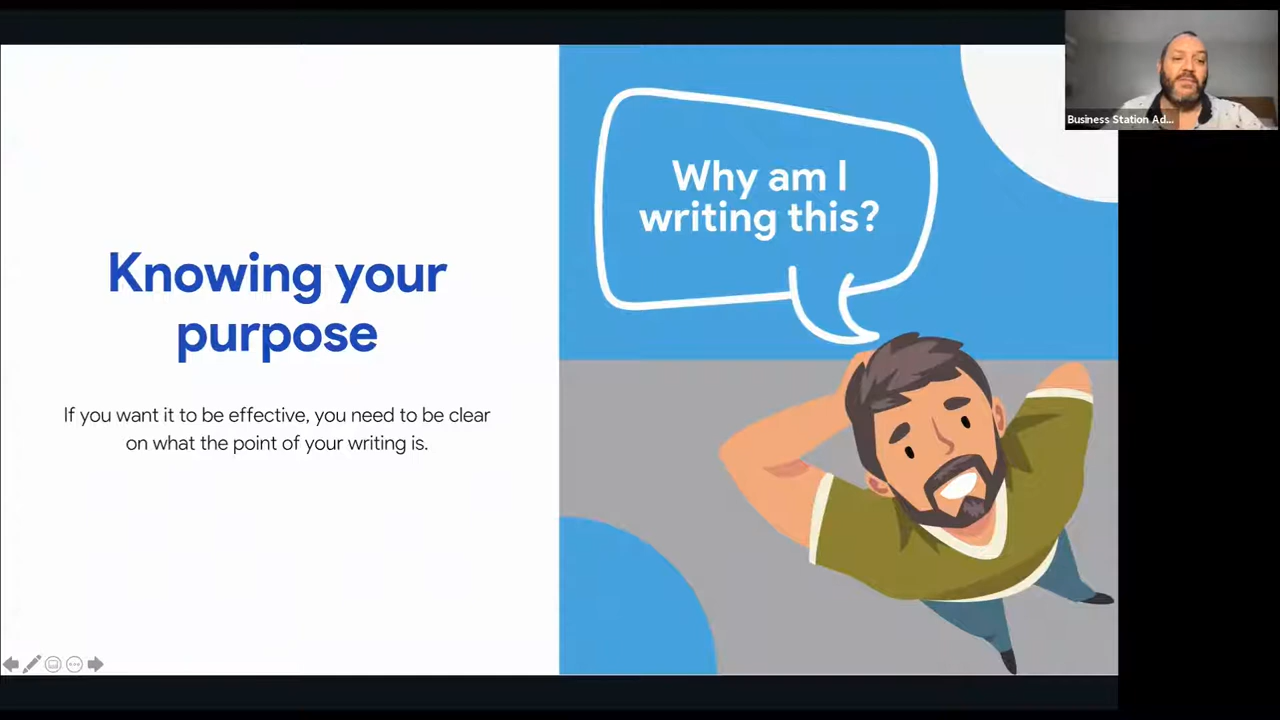 Knowing your
purpose
If you want it to be effective, you need to be clear
on what the point of your writing is.
Why am I
writing this?
Business Station Ad...